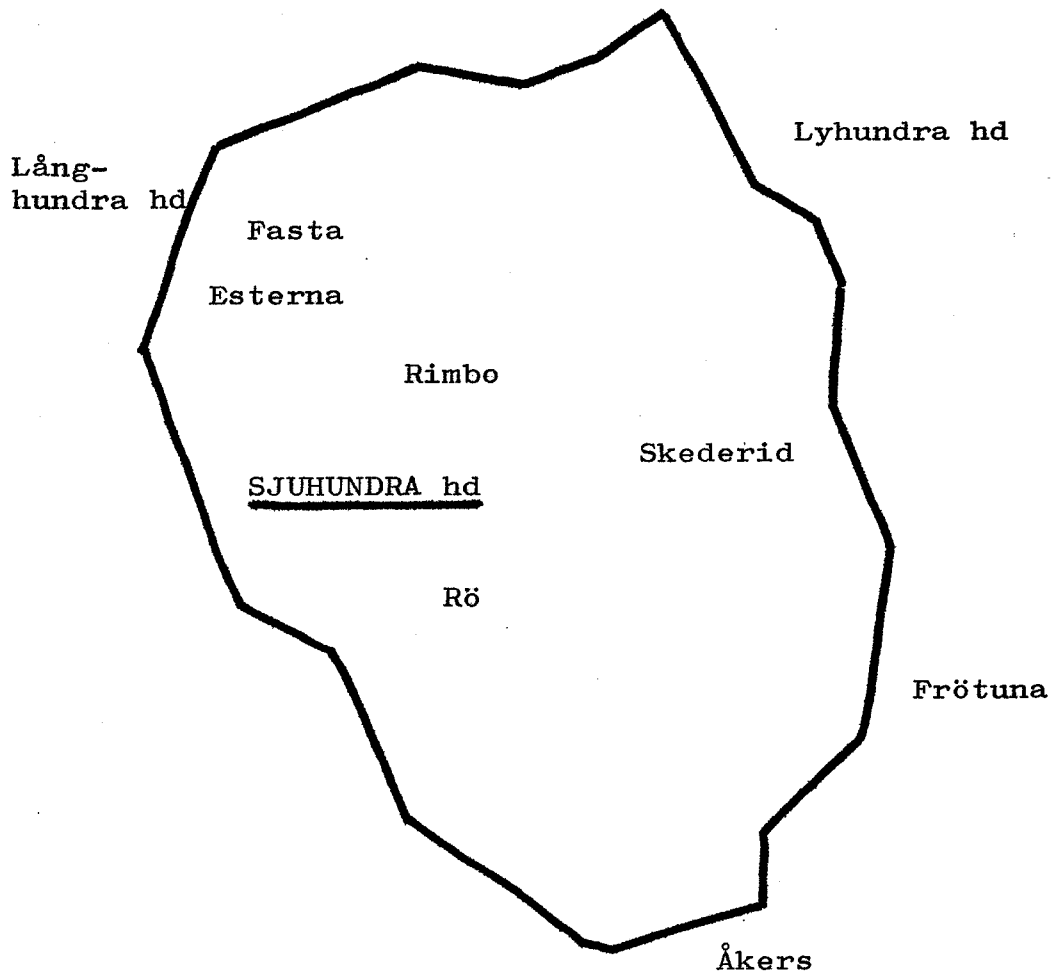 Lyhundra hd
Lång-
hundra hd
Fasta
Esterna
Rimbo
Skederid
SJUHUNDRA hd
Rö
Frötuna
Åkers